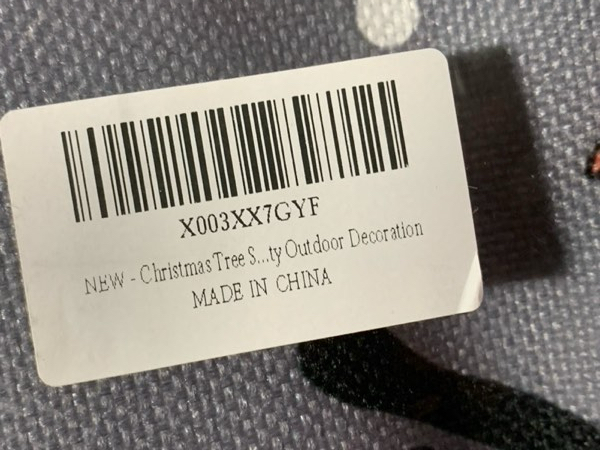 X003XX7GYF
NEW - Christmas Tree S...ty Outdoor Decoration
MADE IN CHINA